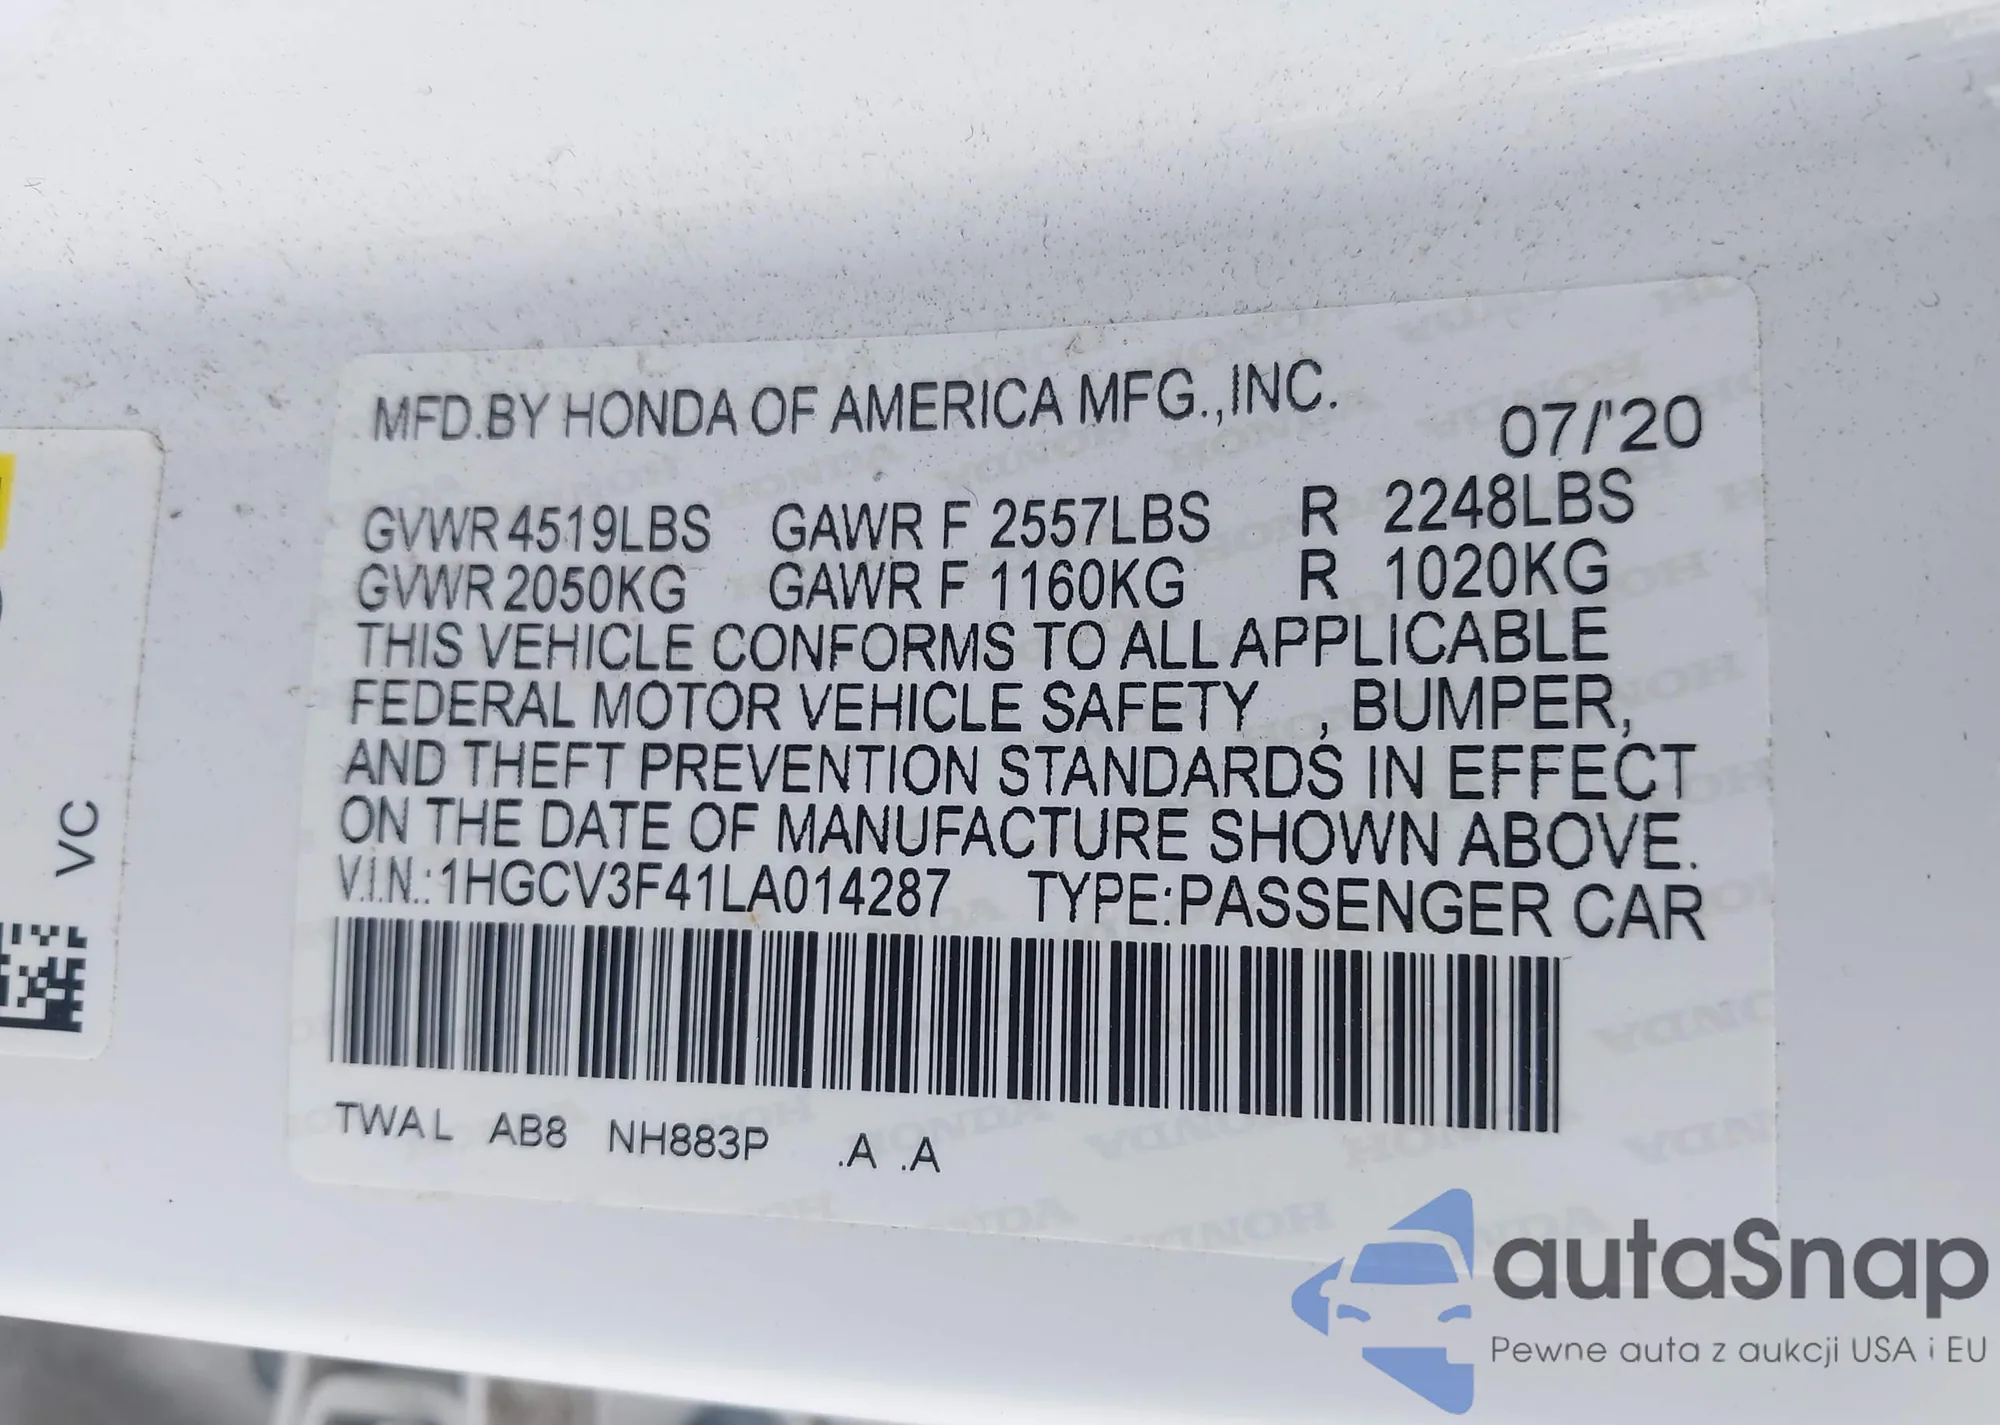 MFD.BY HONDA OF AMERICA MFG.,INC.
07/'20
GVWR 4519LBS GAWR F 2557LBS R 2248LBS
GVWR 2050KG GAWR F 1160KG R 1020KG
THIS VEHICLE CONFORMS TO ALL APPLICABLE
FEDERAL MOTOR VEHICLE SAFETY , BUMPER,
AND THEFT PREVENTION STANDARDS IN EFFECT
ON THE DATE OF MANUFACTURE SHOWN ABOVE.
V.I.N.:1HGCV3F41LA014287 TYPE:PASSENGER CAR
TWAL AB8 NH883P .A .A
VC
autaSnap
Pewne auta z aukcji USA i EU